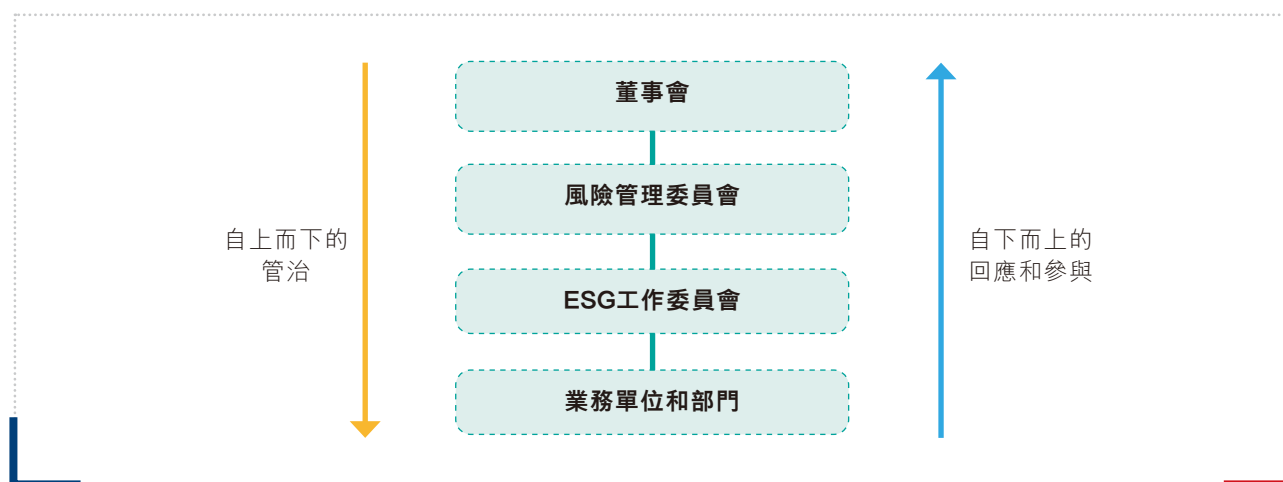 董事會
風險管理委員會
自上而下的
管治
自下而上的
回應和參與
ESG工作委員會
業務單位和部門